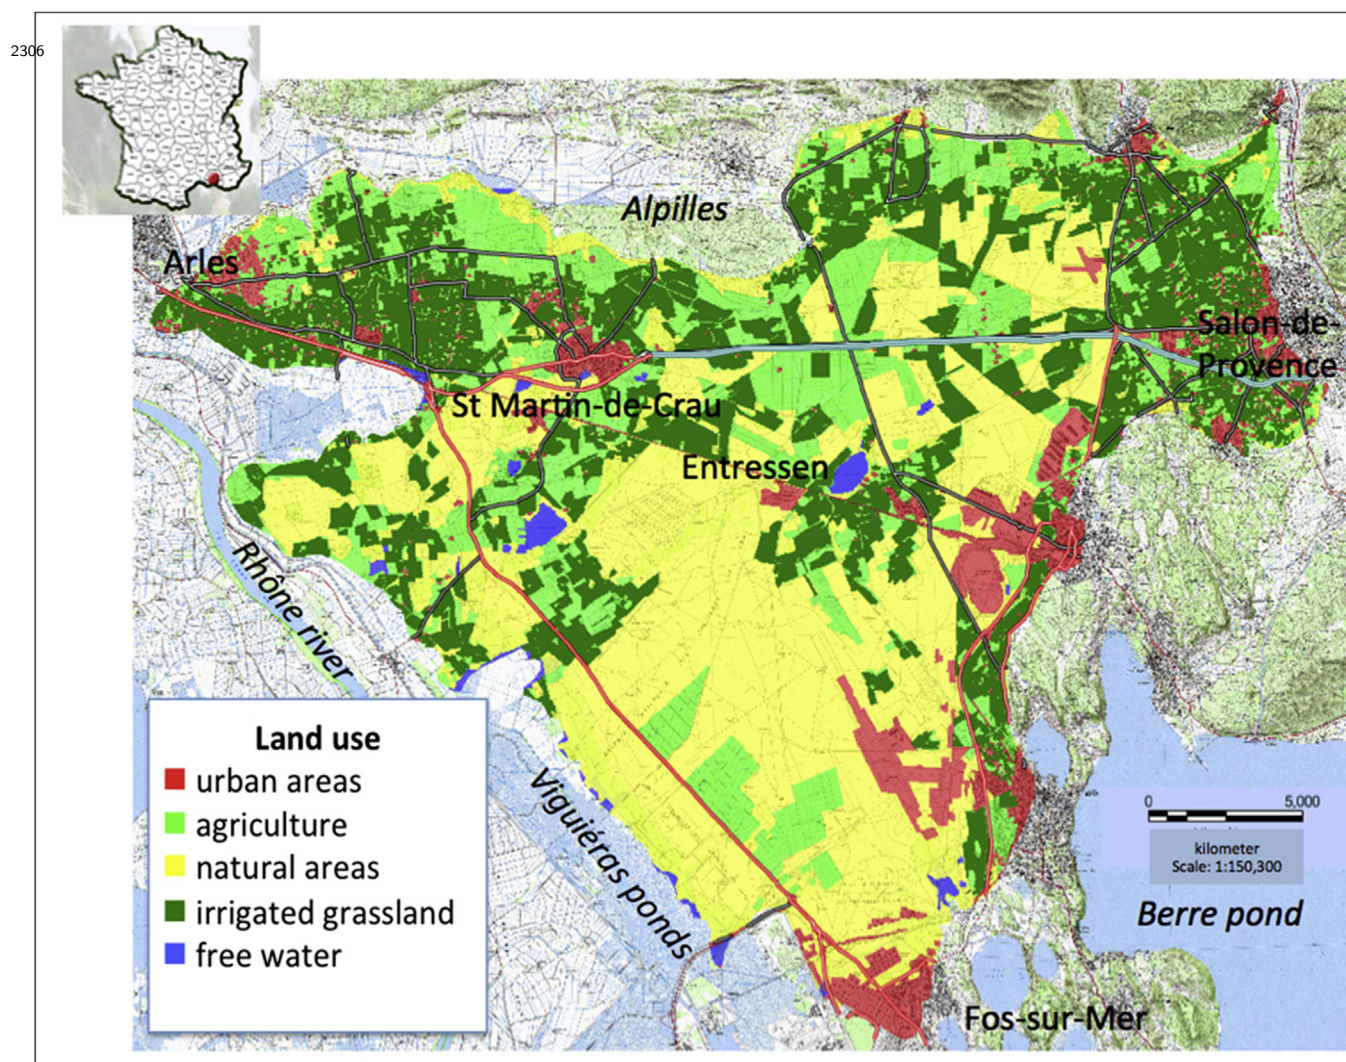 2306
Alpilles
Arles
Salon-de-
Provence
St Martin-de-Crau
Entressen
Rhône river
Land use
urban areas
agriculture
natural areas
irrigated grassland
free water
Viguiéras ponds
0 5,000
kilometer
Scale: 1:150,300
Berre pond
Fos-sur-Mer